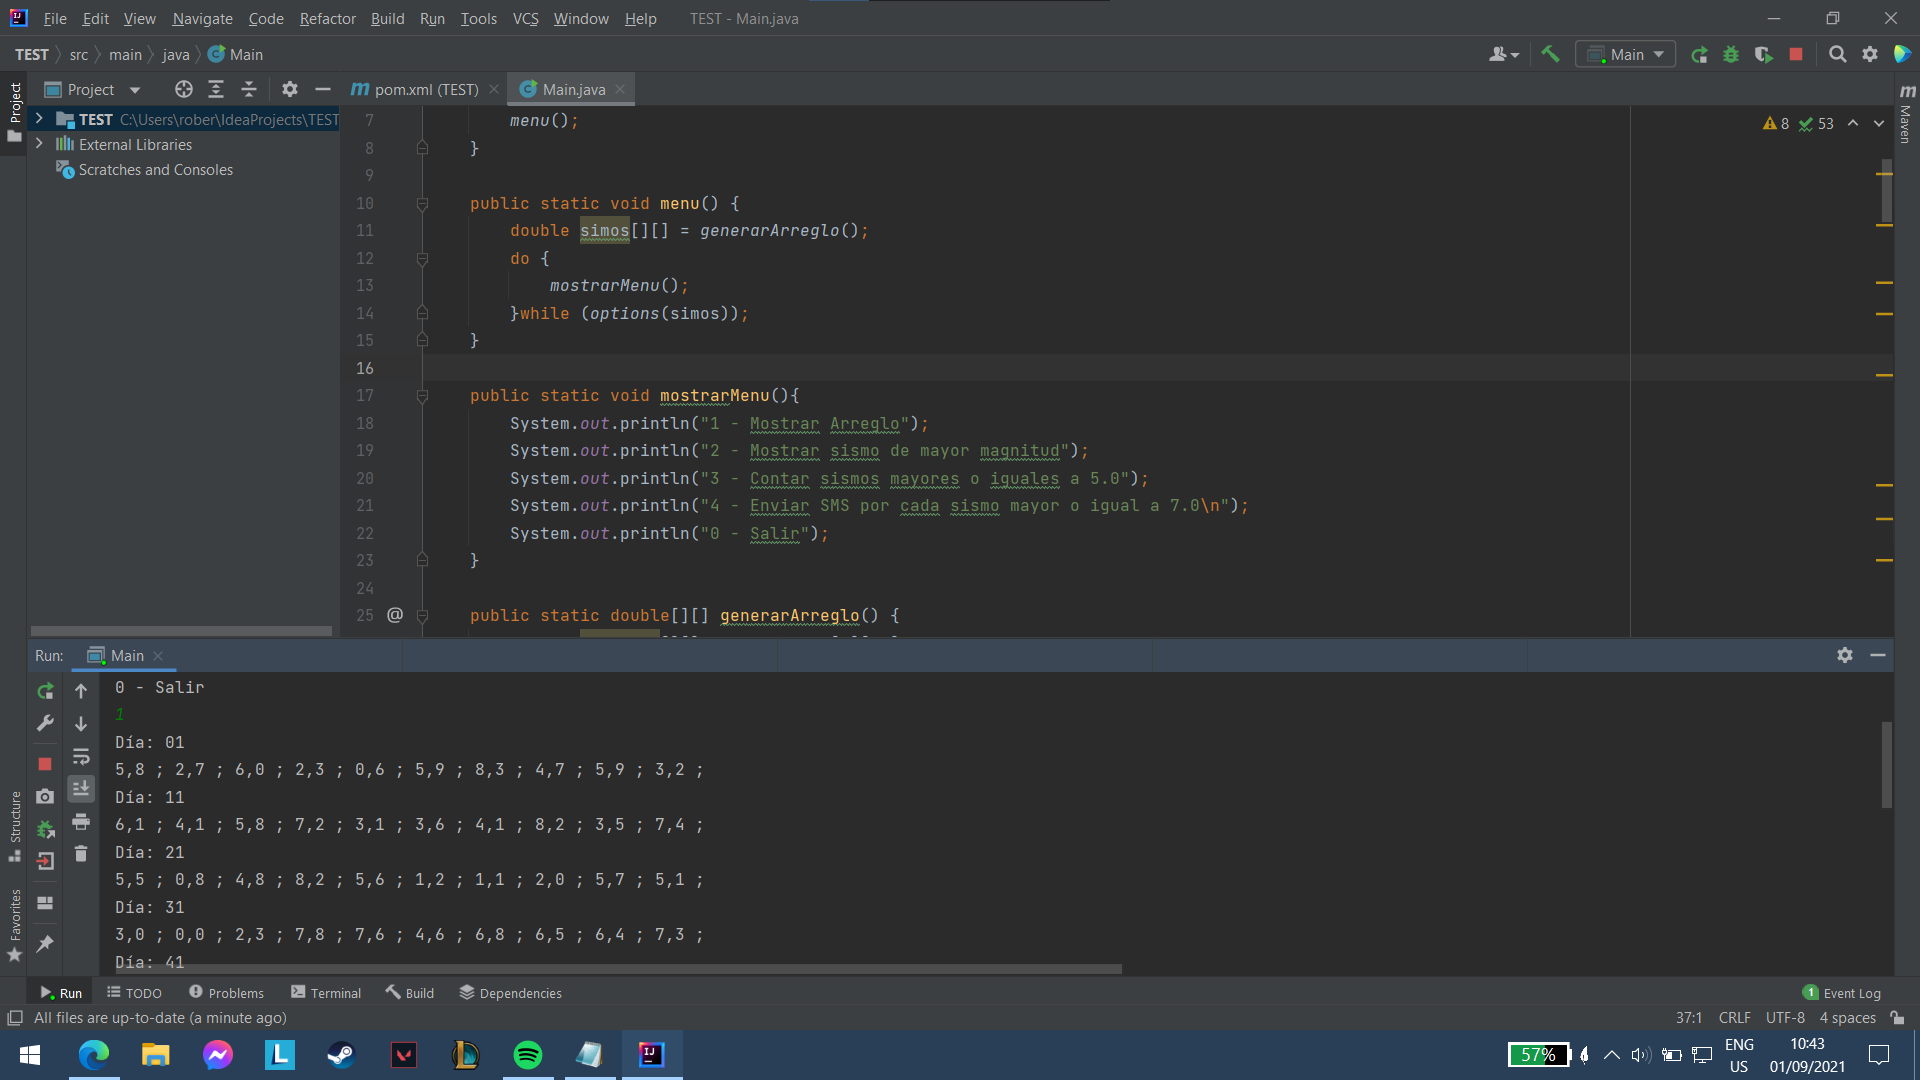 File Edit View Navigate Code Refactor Build Run Tools VCS Window Help TEST - Main.java
TEST src main java Main
Main
Project
pom.xml (TEST)
Main.java
Project
TEST C:\Users\rober\IdeaProjects\TEST
External Libraries
Scratches and Consoles
8 53
Maven
7 menu();
8 }
9
10 public static void menu() {
11 double simos[][] = generarArreglo();
12 do {
13 mostrarMenu();
14 }while (options(simos));
15 }
16
17 public static void mostrarMenu(){
18 System.out.println("1 - Mostrar Arreglo");
19 System.out.println("2 - Mostrar sismo de mayor magnitud");
20 System.out.println("3 - Contar sismos mayores o iguales a 5.0");
21 System.out.println("4 - Enviar SMS por cada sismo mayor o igual a 7.0\n");
22 System.out.println("0 - Salir");
23 }
24
25 @ public static double[][] generarArreglo() {
Run: Main
0 - Salir
1
Día: 01
5,8 ; 2,7 ; 6,0 ; 2,3 ; 0,6 ; 5,9 ; 8,3 ; 4,7 ; 5,9 ; 3,2 ;
Día: 11
6,1 ; 4,1 ; 5,8 ; 7,2 ; 3,1 ; 3,6 ; 4,1 ; 8,2 ; 3,5 ; 7,4 ;
Día: 21
5,5 ; 0,8 ; 4,8 ; 8,2 ; 5,6 ; 1,2 ; 1,1 ; 2,0 ; 5,7 ; 5,1 ;
Día: 31
3,0 ; 0,0 ; 2,3 ; 7,8 ; 7,6 ; 4,6 ; 6,8 ; 6,5 ; 6,4 ; 7,3 ;
Día: 41
Structure
Favorites
Run TODO Problems Terminal Build Dependencies 1 Event Log
All files are up-to-date (a minute ago) 37:1 CRLF UTF-8 4 spaces
57%
ENG
US
10:43
01/09/2021